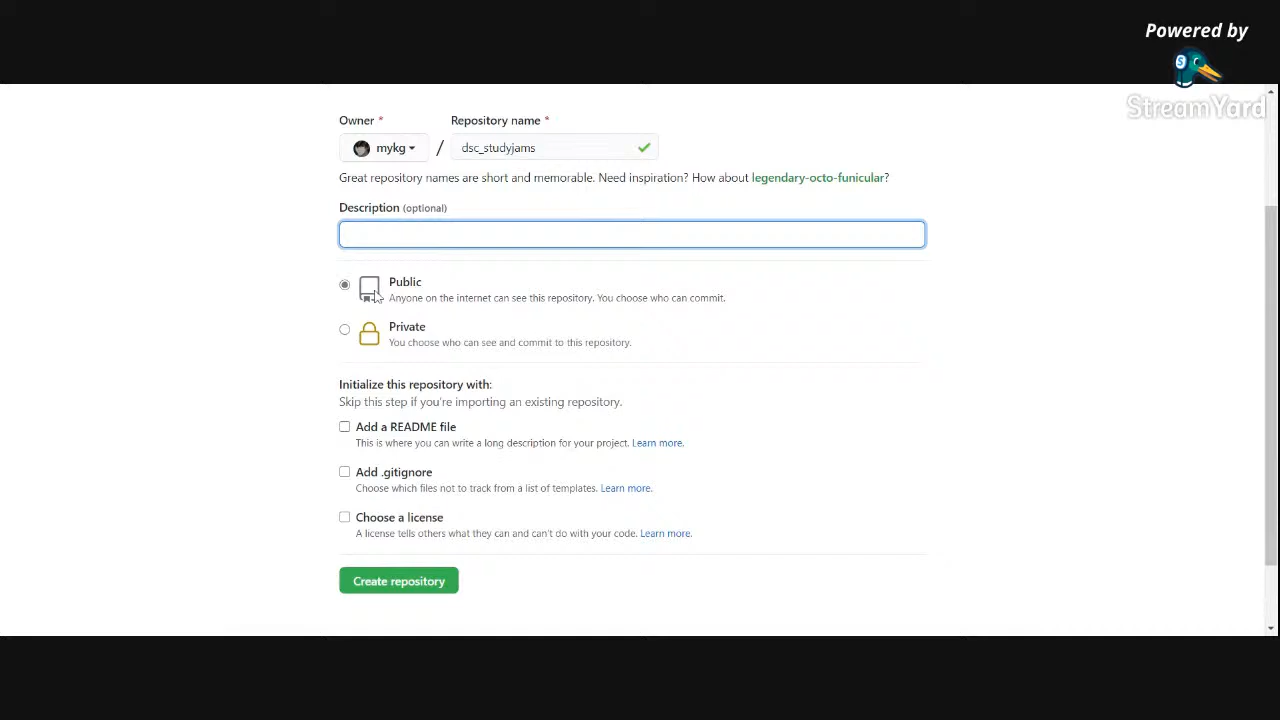 Powered by
StreamYard
Owner * Repository name *
mykg / dsc_studyjams
Great repository names are short and memorable. Need inspiration? How about legendary-octo-funicular?
Description (optional)
Public
Anyone on the internet can see this repository. You choose who can commit.
Private
You choose who can see and commit to this repository.
Initialize this repository with:
Skip this step if you're importing an existing repository.
Add a README file
This is where you can write a long description for your project. Learn more.
Add .gitignore
Choose which files not to track from a list of templates. Learn more.
Choose a license
A license tells others what they can and can't do with your code. Learn more.
Create repository